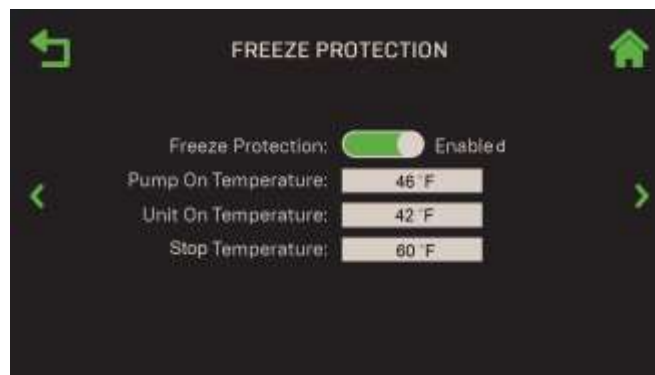 FREEZE PROTECTION
Freeze Protection: Enabled
Pump On Temperature: 46 °F
Unit On Temperature: 42 °F
Stop Temperature: 60 °F